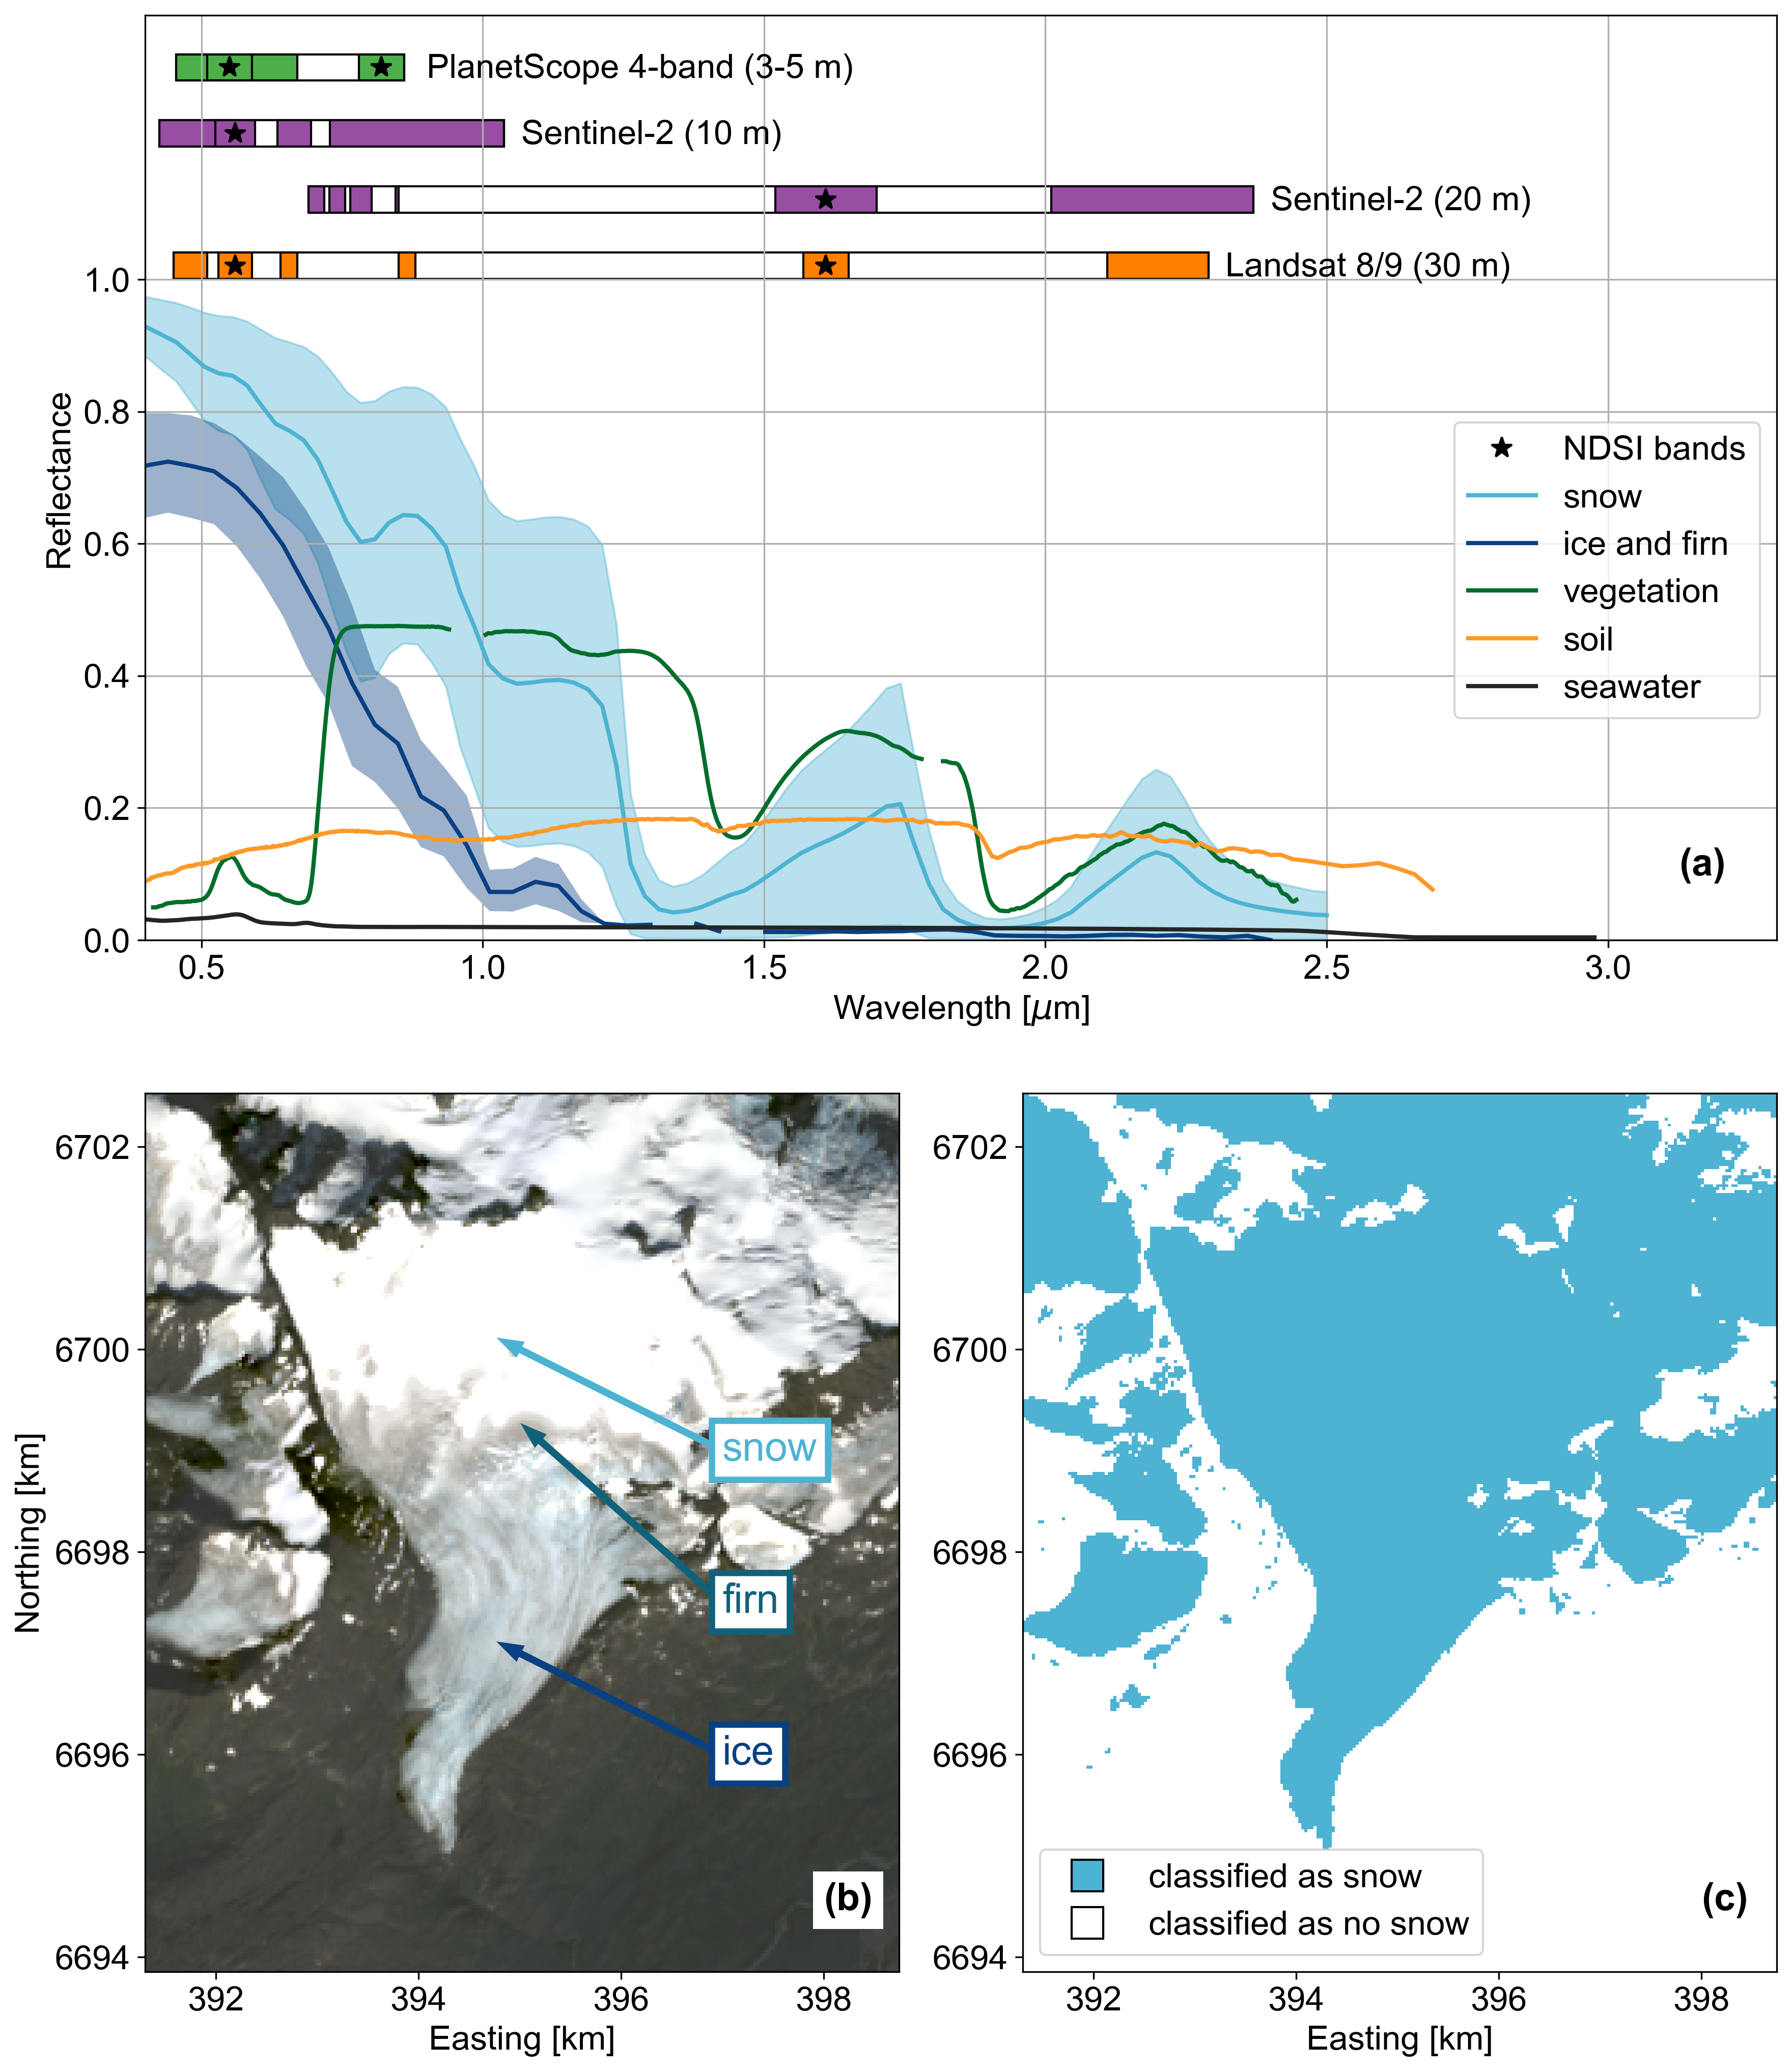 PlanetScope 4-band (3-5 m)
Sentinel-2 (10 m)
Sentinel-2 (20 m)
Landsat 8/9 (30 m)
1.0
0.8
0.6
0.4
0.2
0.0
Reflectance
NDSI bands
snow
ice and firn
vegetation
soil
seawater
(a)
0.5 1.0 1.5 2.0 2.5 3.0
Wavelength [μm]
6702
6700
6698
6696
6694
Northing [km]
snow
firn
ice
(b)
392 394 396 398
Easting [km]
6702
6700
6698
6696
6694
classified as snow
classified as no snow
(c)
392 394 396 398
Easting [km]